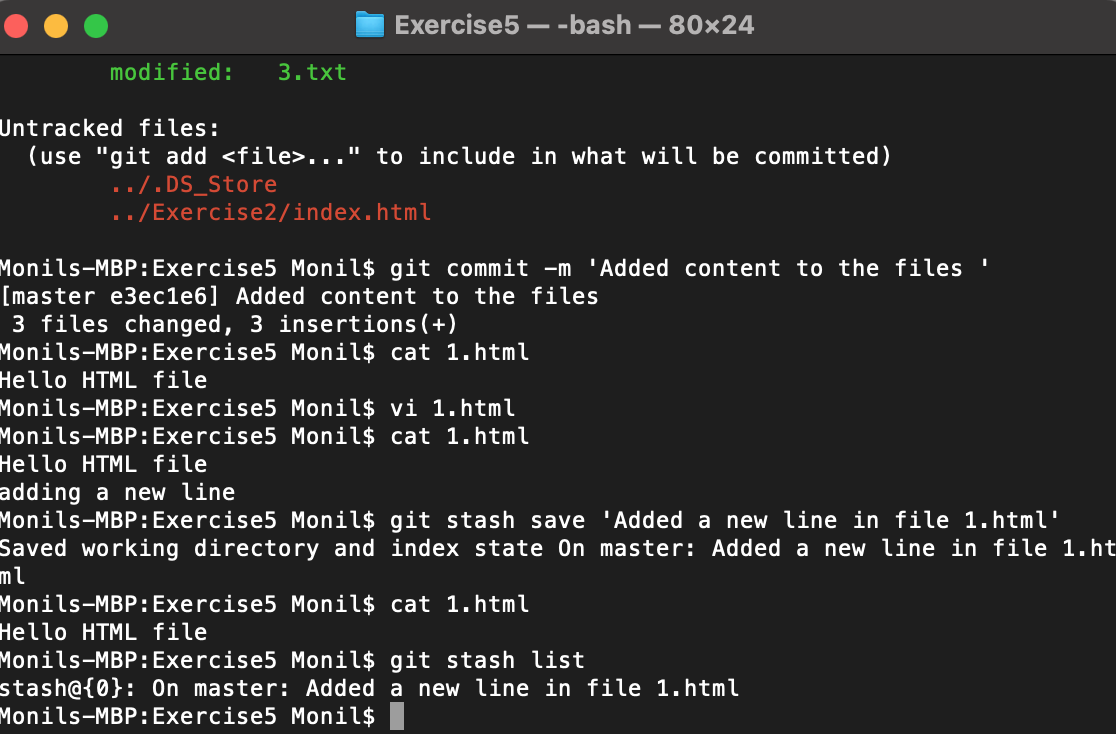 Exercise5 — -bash — 80×24
modified:   3.txt
Untracked files:
(use "git add <file>..." to include in what will be committed)
../.DS_Store
../Exercise2/index.html
Monils-MBP:Exercise5 Monil$ git commit -m 'Added content to the files '
[master e3ec1e6] Added content to the files
3 files changed, 3 insertions(+)
Monils-MBP:Exercise5 Monil$ cat 1.html
Hello HTML file
Monils-MBP:Exercise5 Monil$ vi 1.html
Monils-MBP:Exercise5 Monil$ cat 1.html
Hello HTML file
adding a new line
Monils-MBP:Exercise5 Monil$ git stash save 'Added a new line in file 1.html'
Saved working directory and index state On master: Added a new line in file 1.ht
ml
Monils-MBP:Exercise5 Monil$ cat 1.html
Hello HTML file
Monils-MBP:Exercise5 Monil$ git stash list
stash@{0}: On master: Added a new line in file 1.html
Monils-MBP:Exercise5 Monil$